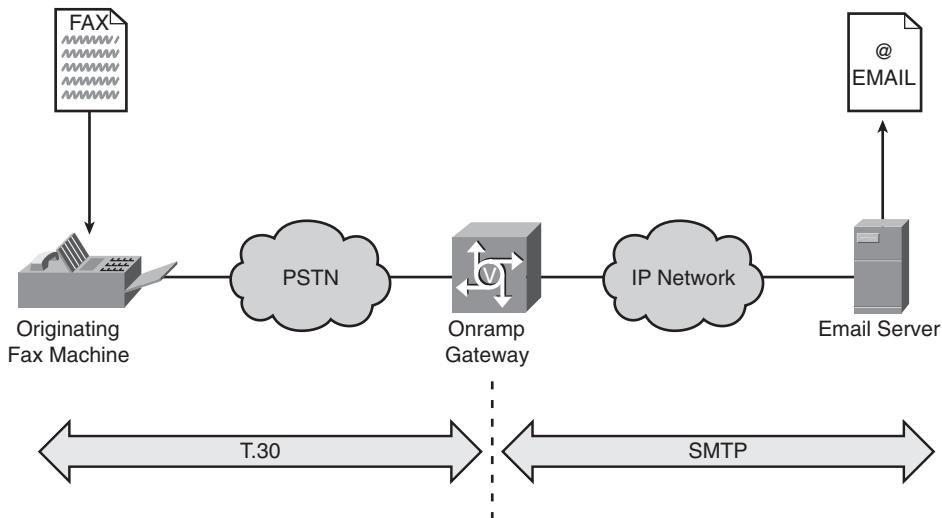 FAX
@
EMAIL
PSTN
V
IP Network
Originating
Fax Machine
Onramp
Gateway
Email Server
T.30
SMTP